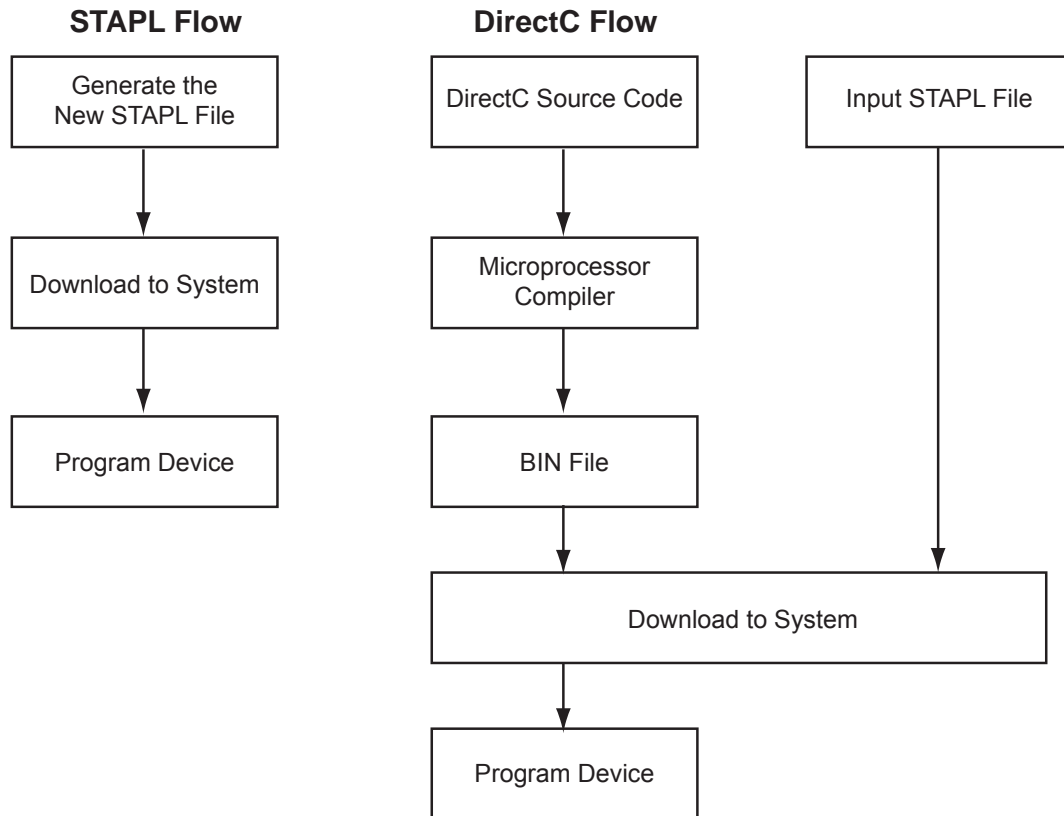 STAPL Flow
Generate the
New STAPL File
Download to System
Program Device
DirectC Flow
DirectC Source Code
Input STAPL File
Microprocessor
Compiler
BIN File
Download to System
Program Device